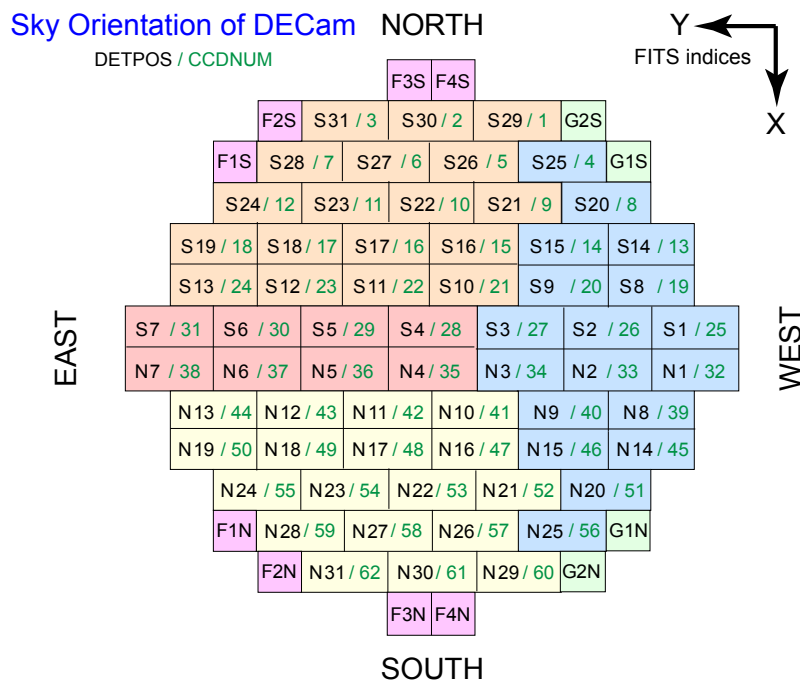 Sky Orientation of DECam NORTH
DETPOS / CCDNUM
Y
FITS indices
X
F3S F4S
F2S S31 / 3 S30 / 2 S29 / 1 G2S
F1S S28 / 7 S27 / 6 S26 / 5 S25 / 4 G1S
S24 / 12 S23 / 11 S22 / 10 S21 / 9 S20 / 8
S19 / 18 S18 / 17 S17 / 16 S16 / 15 S15 / 14 S14 / 13
S13 / 24 S12 / 23 S11 / 22 S10 / 21 S9 / 20 S8 / 19
S7 / 31 S6 / 30 S5 / 29 S4 / 28 S3 / 27 S2 / 26 S1 / 25
EAST
WEST
N7 / 38 N6 / 37 N5 / 36 N4 / 35 N3 / 34 N2 / 33 N1 / 32
N13 / 44 N12 / 43 N11 / 42 N10 / 41 N9 / 40 N8 / 39
N19 / 50 N18 / 49 N17 / 48 N16 / 47 N15 / 46 N14 / 45
N24 / 55 N23 / 54 N22 / 53 N21 / 52 N20 / 51
F1N N28 / 59 N27 / 58 N26 / 57 N25 / 56 G1N
F2N N31 / 62 N30 / 61 N29 / 60 G2N
F3N F4N
SOUTH